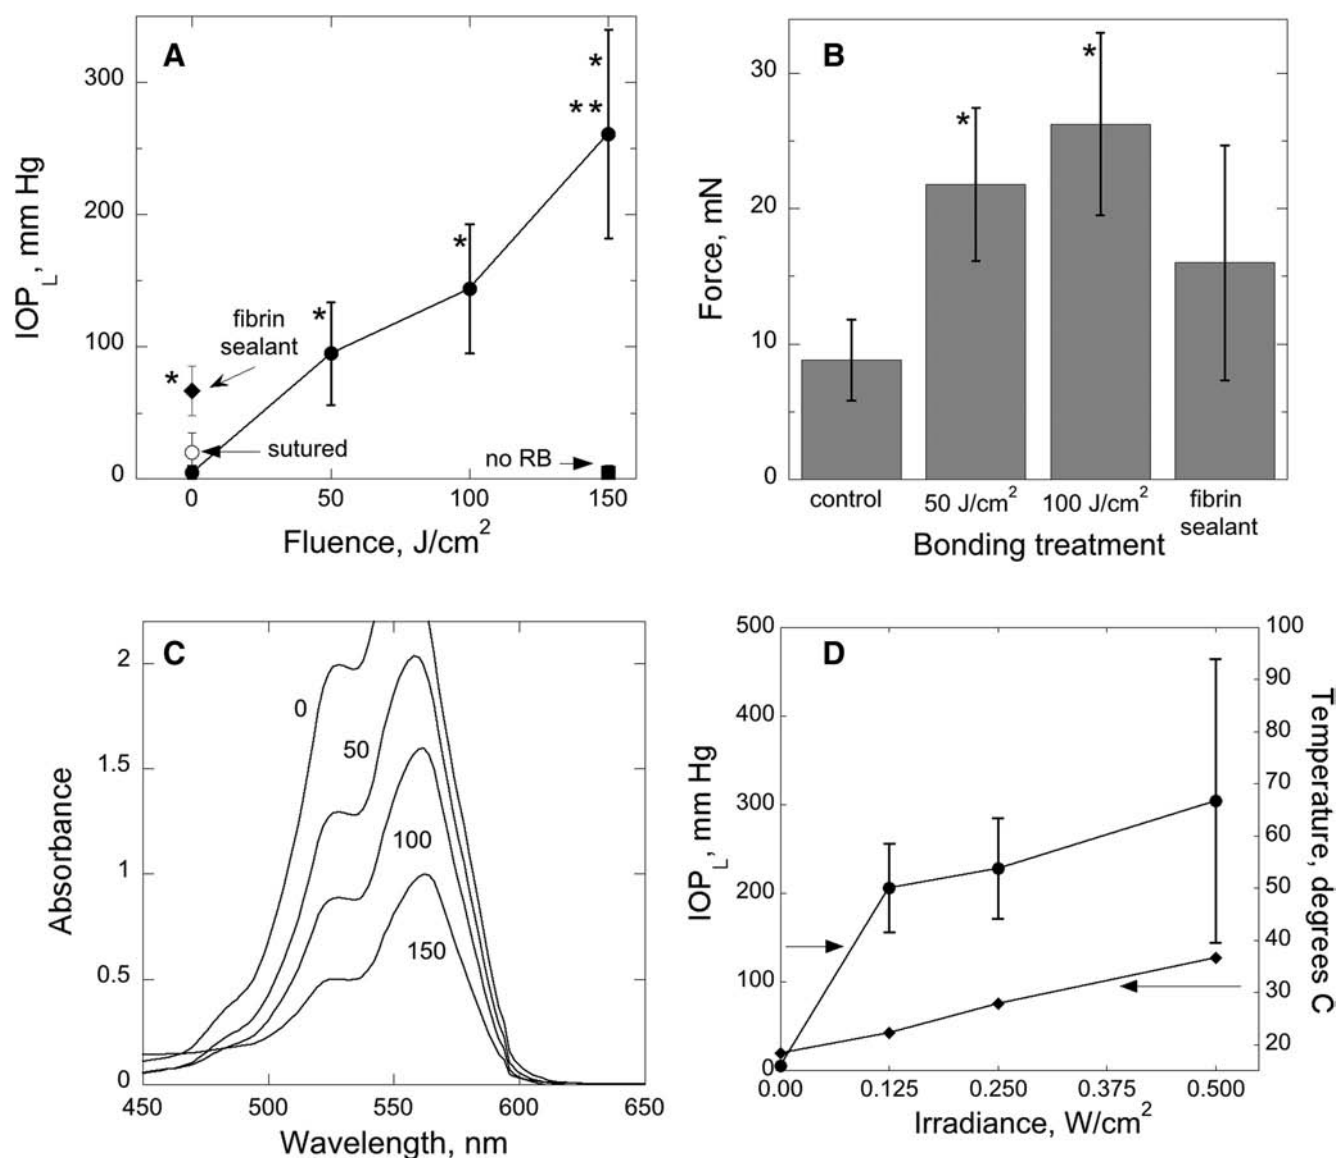 A
300
200
100
0
IOPL, mm Hg
*
* *
*
*
*
fibrin
sealant
sutured
no RB
0 50 100 150
Fluence, J/cm2
B
30
20
10
0
Force, mN
*
*
control 50 J/cm2 100 J/cm2 fibrin
sealant
Bonding treatment
C
2
1.5
1
0.5
0
Absorbance
0
50
100
150
450 500 550 600 650
Wavelength, nm
D
500
400
300
200
100
0
IOPL, mm Hg
100
90
80
70
60
50
40
30
20
Temperature, degrees C
0.00 0.125 0.250 0.375 0.500
Irradiance, W/cm2